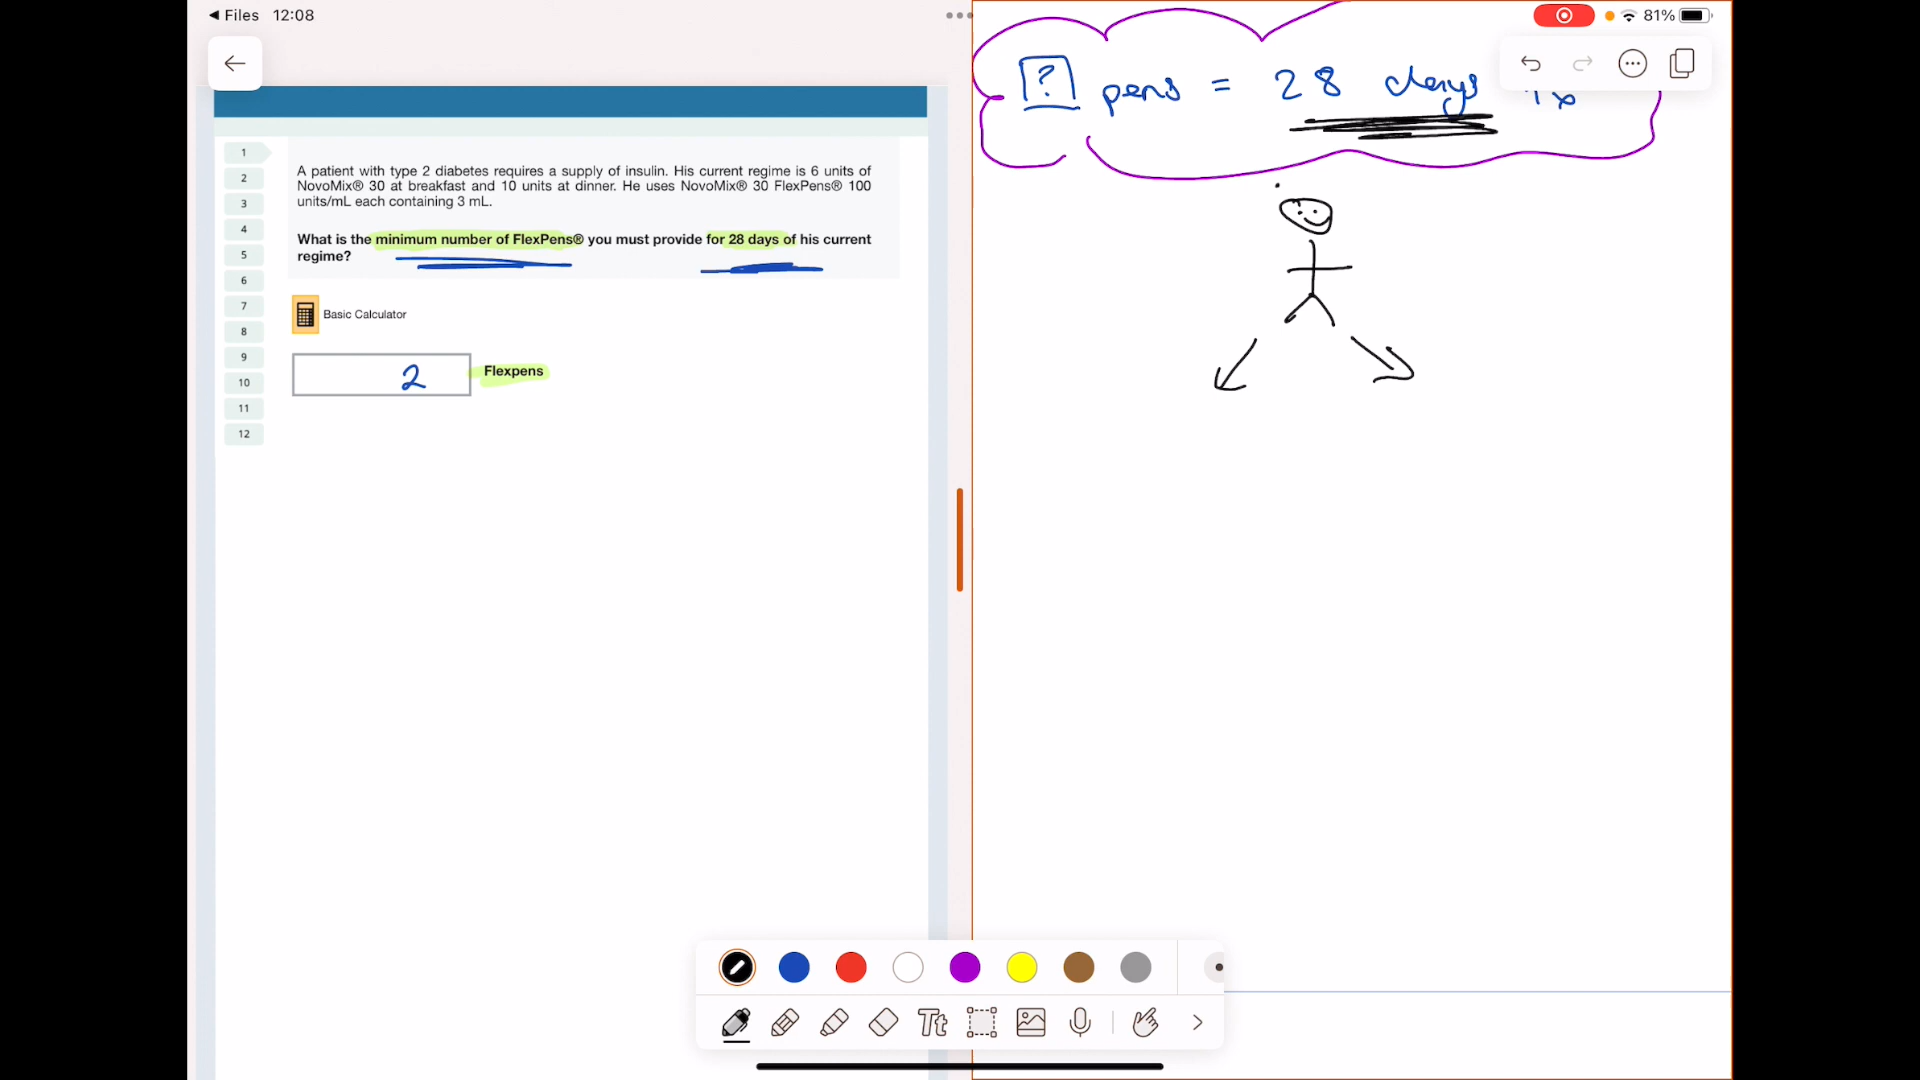 Files 12:08
81%
? pens = 28 days
1
2
3
4
5
6
7
8
9
10
11
12
A patient with type 2 diabetes requires a supply of insulin. His current regime is 6 units of
NovoMix® 30 at breakfast and 10 units at dinner. He uses NovoMix® 30 FlexPens® 100
units/mL each containing 3 mL.
What is the minimum number of FlexPens® you must provide for 28 days of his current
regime?
Basic Calculator
2 Flexpens
Tt